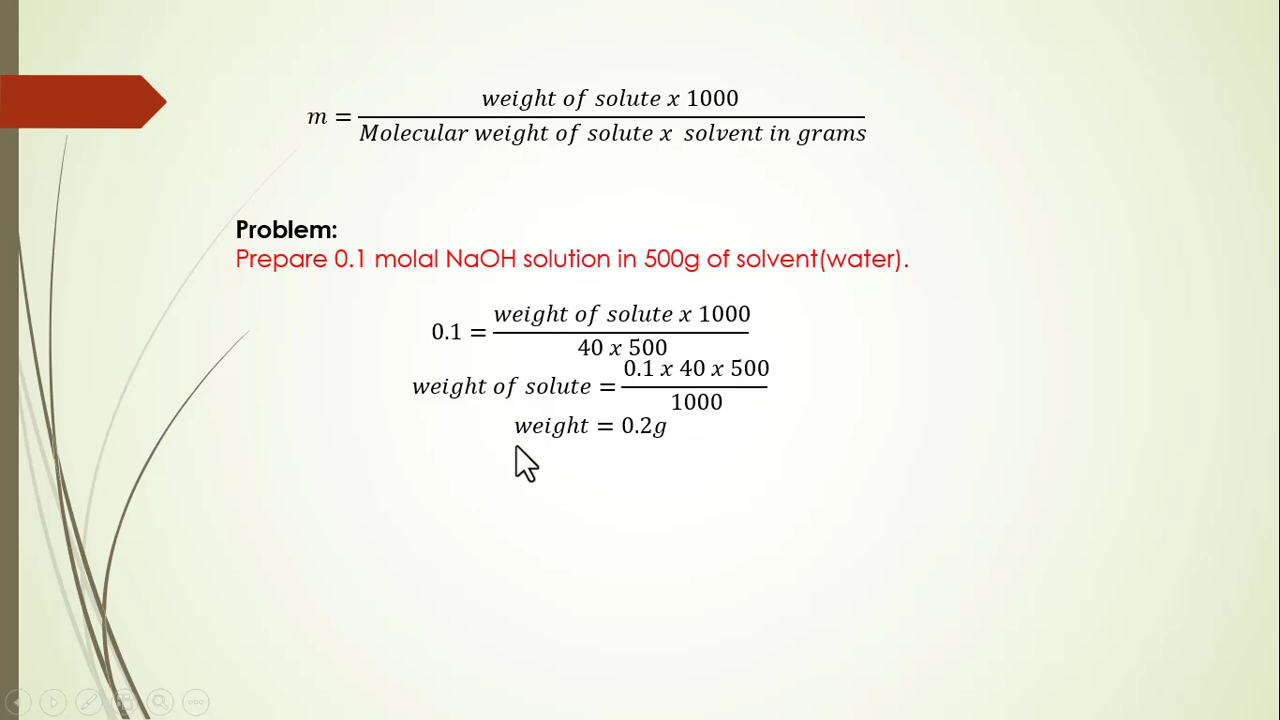 m = weight of solute x 1000 / Molecular weight of solute x solvent in grams
Problem:
Prepare 0.1 molal NaOH solution in 500g of solvent(water).
0.1 = weight of solute x 1000 / 40 x 500
weight of solute = 0.1 x 40 x 500 / 1000
weight = 0.2g